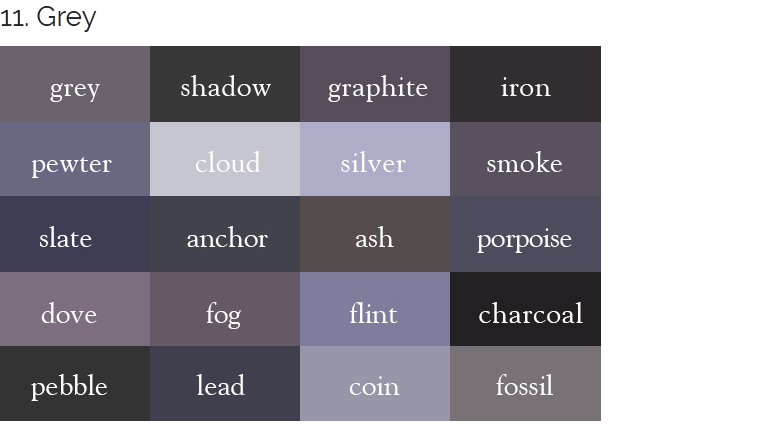 11. Grey
grey shadow graphite iron
pewter cloud silver smoke
slate anchor ash porpoise
dove fog flint charcoal
pebble lead coin fossil